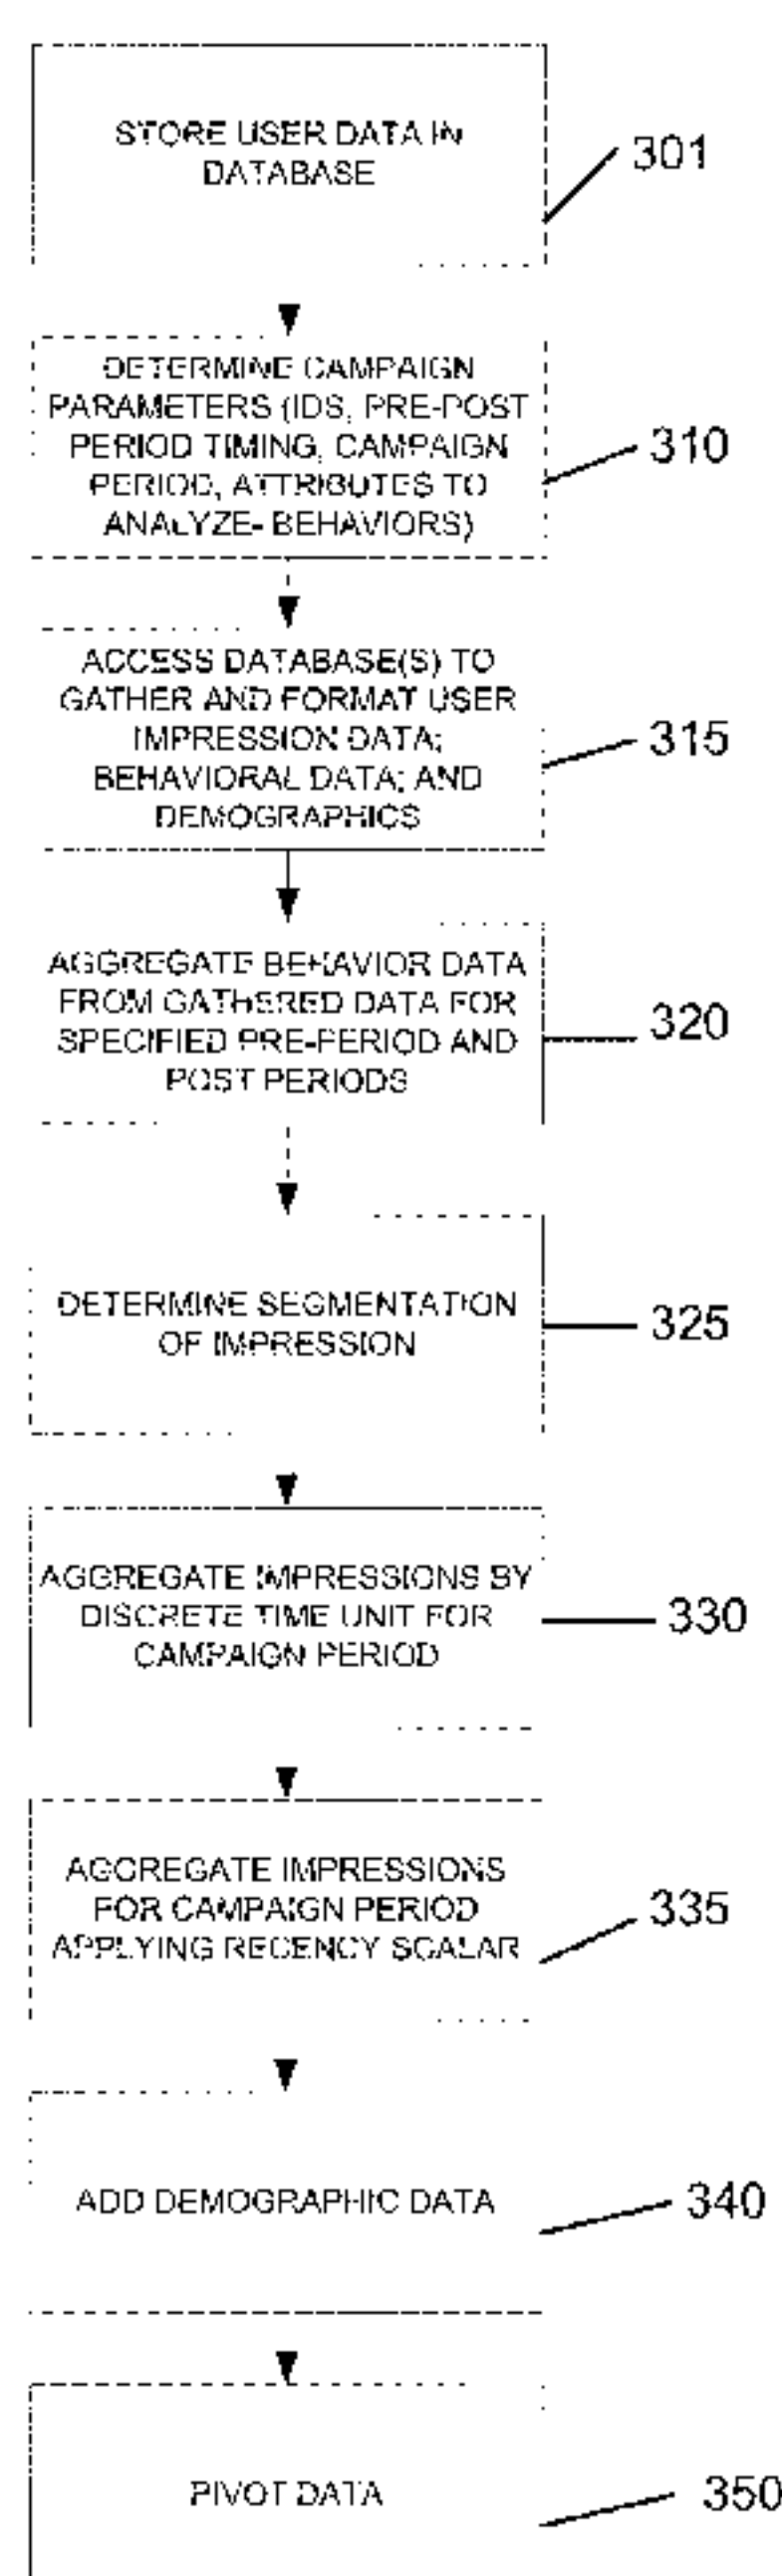 STORE USER DATA IN
DATABASE
301
DETERMINE CAMPAIGN
PARAMETERS (IDS, PRE-POST
PERIOD TIMING, CAMPAIGN
PERIOD, ATTRIBUTES TO
ANALYZE- BEHAVIORS)
310
ACCESS DATABASE(S) TO
GATHER AND FORMAT USER
IMPRESSION DATA;
BEHAVIORAL DATA; AND
DEMOGRAPHICS
315
AGGREGATE BEHAVIOR DATA
FROM GATHERED DATA FOR
SPECIFIED PRE-PERIOD AND
POST PERIODS
320
DETERMINE SEGMENTATION
OF IMPRESSION
325
AGGREGATE IMPRESSIONS BY
DISCRETE TIME UNIT FOR
CAMPAIGN PERIOD
330
AGGREGATE IMPRESSIONS
FOR CAMPAIGN PERIOD
APPLYING RECENCY SCALAR
335
ADD DEMOGRAPHIC DATA
340
PIVOT DATA
350